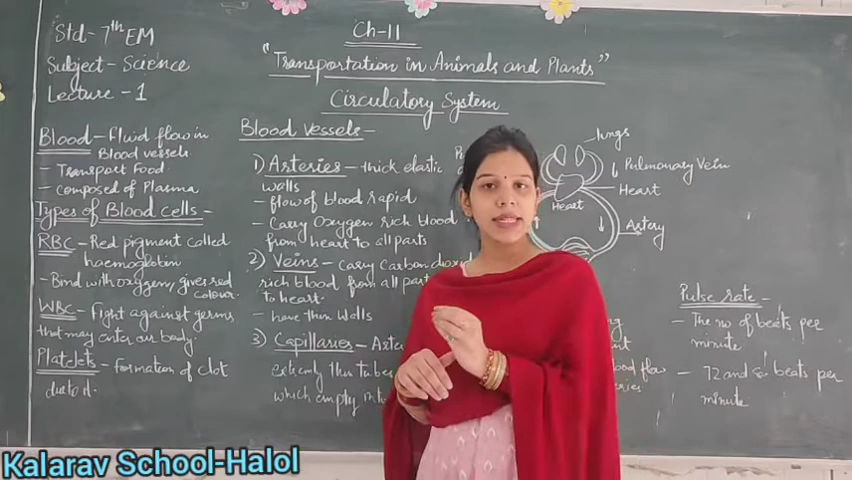 Std- 7th EM
Subject- Science
Lecture - 1
Ch-11
"Transportation in Animals and Plants"
Circulatory System
Blood- Fluid flow in
Blood vessels
- Transport Food
- composed of Plasma
Types of Blood cells-
RBC- Red pigment called
haemoglobin
- Bind with oxygen, gives red
colour.
WBC- Fight against germs
that may enter our body.
Platelets- formation of clot
due to it.
Blood vessels-
1) Arteries- thick elastic
walls
- flow of blood rapid
- Carry Oxygen rich blood
from heart to all parts
2) Veins- carry Carbon dioxid
rich blood from all part
to heart.
- have thin walls
3) Capillaries-
extremly thin tubes
which empty
lungs
Pulmonary Vein
Heart
Heart
Artery
Pulse rate-
- The no of beats per
minute
- 72 and 80 beats per
minute
Kalarav School-Halol